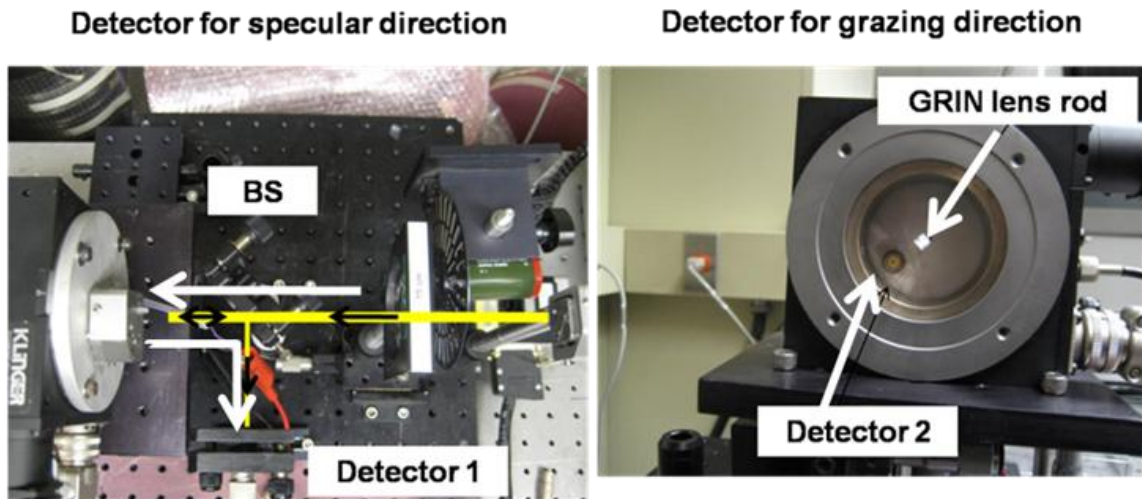 Detector for specular direction
Detector for grazing direction
BS
KLINGER
Detector 1
GRIN lens rod
Detector 2